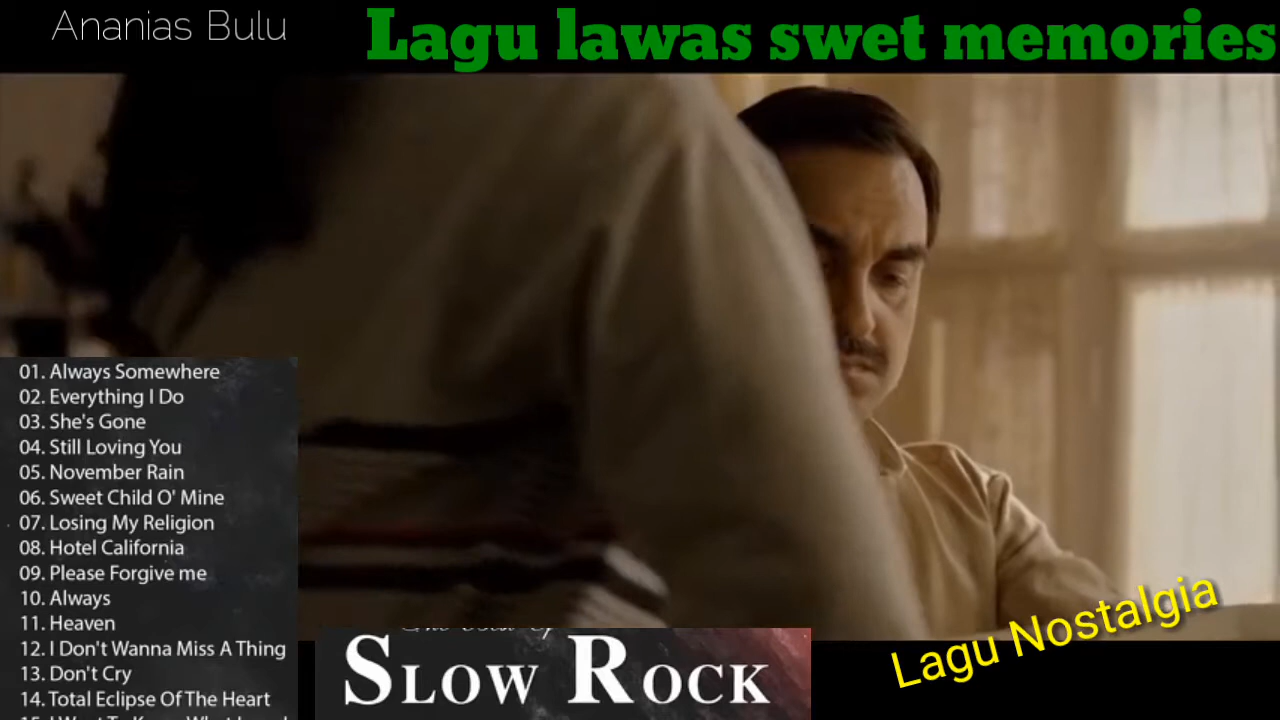 Ananias Bulu
Lagu lawas swet memories
01. Always Somewhere
02. Everything I Do
03. She's Gone
04. Still Loving You
05. November Rain
06. Sweet Child O' Mine
07. Losing My Religion
08. Hotel California
09. Please Forgive me
10. Always
11. Heaven
12. I Don't Wanna Miss A Thing
13. Don't Cry
14. Total Eclipse Of The Heart
SLOW ROCK
Lagu Nostalgia